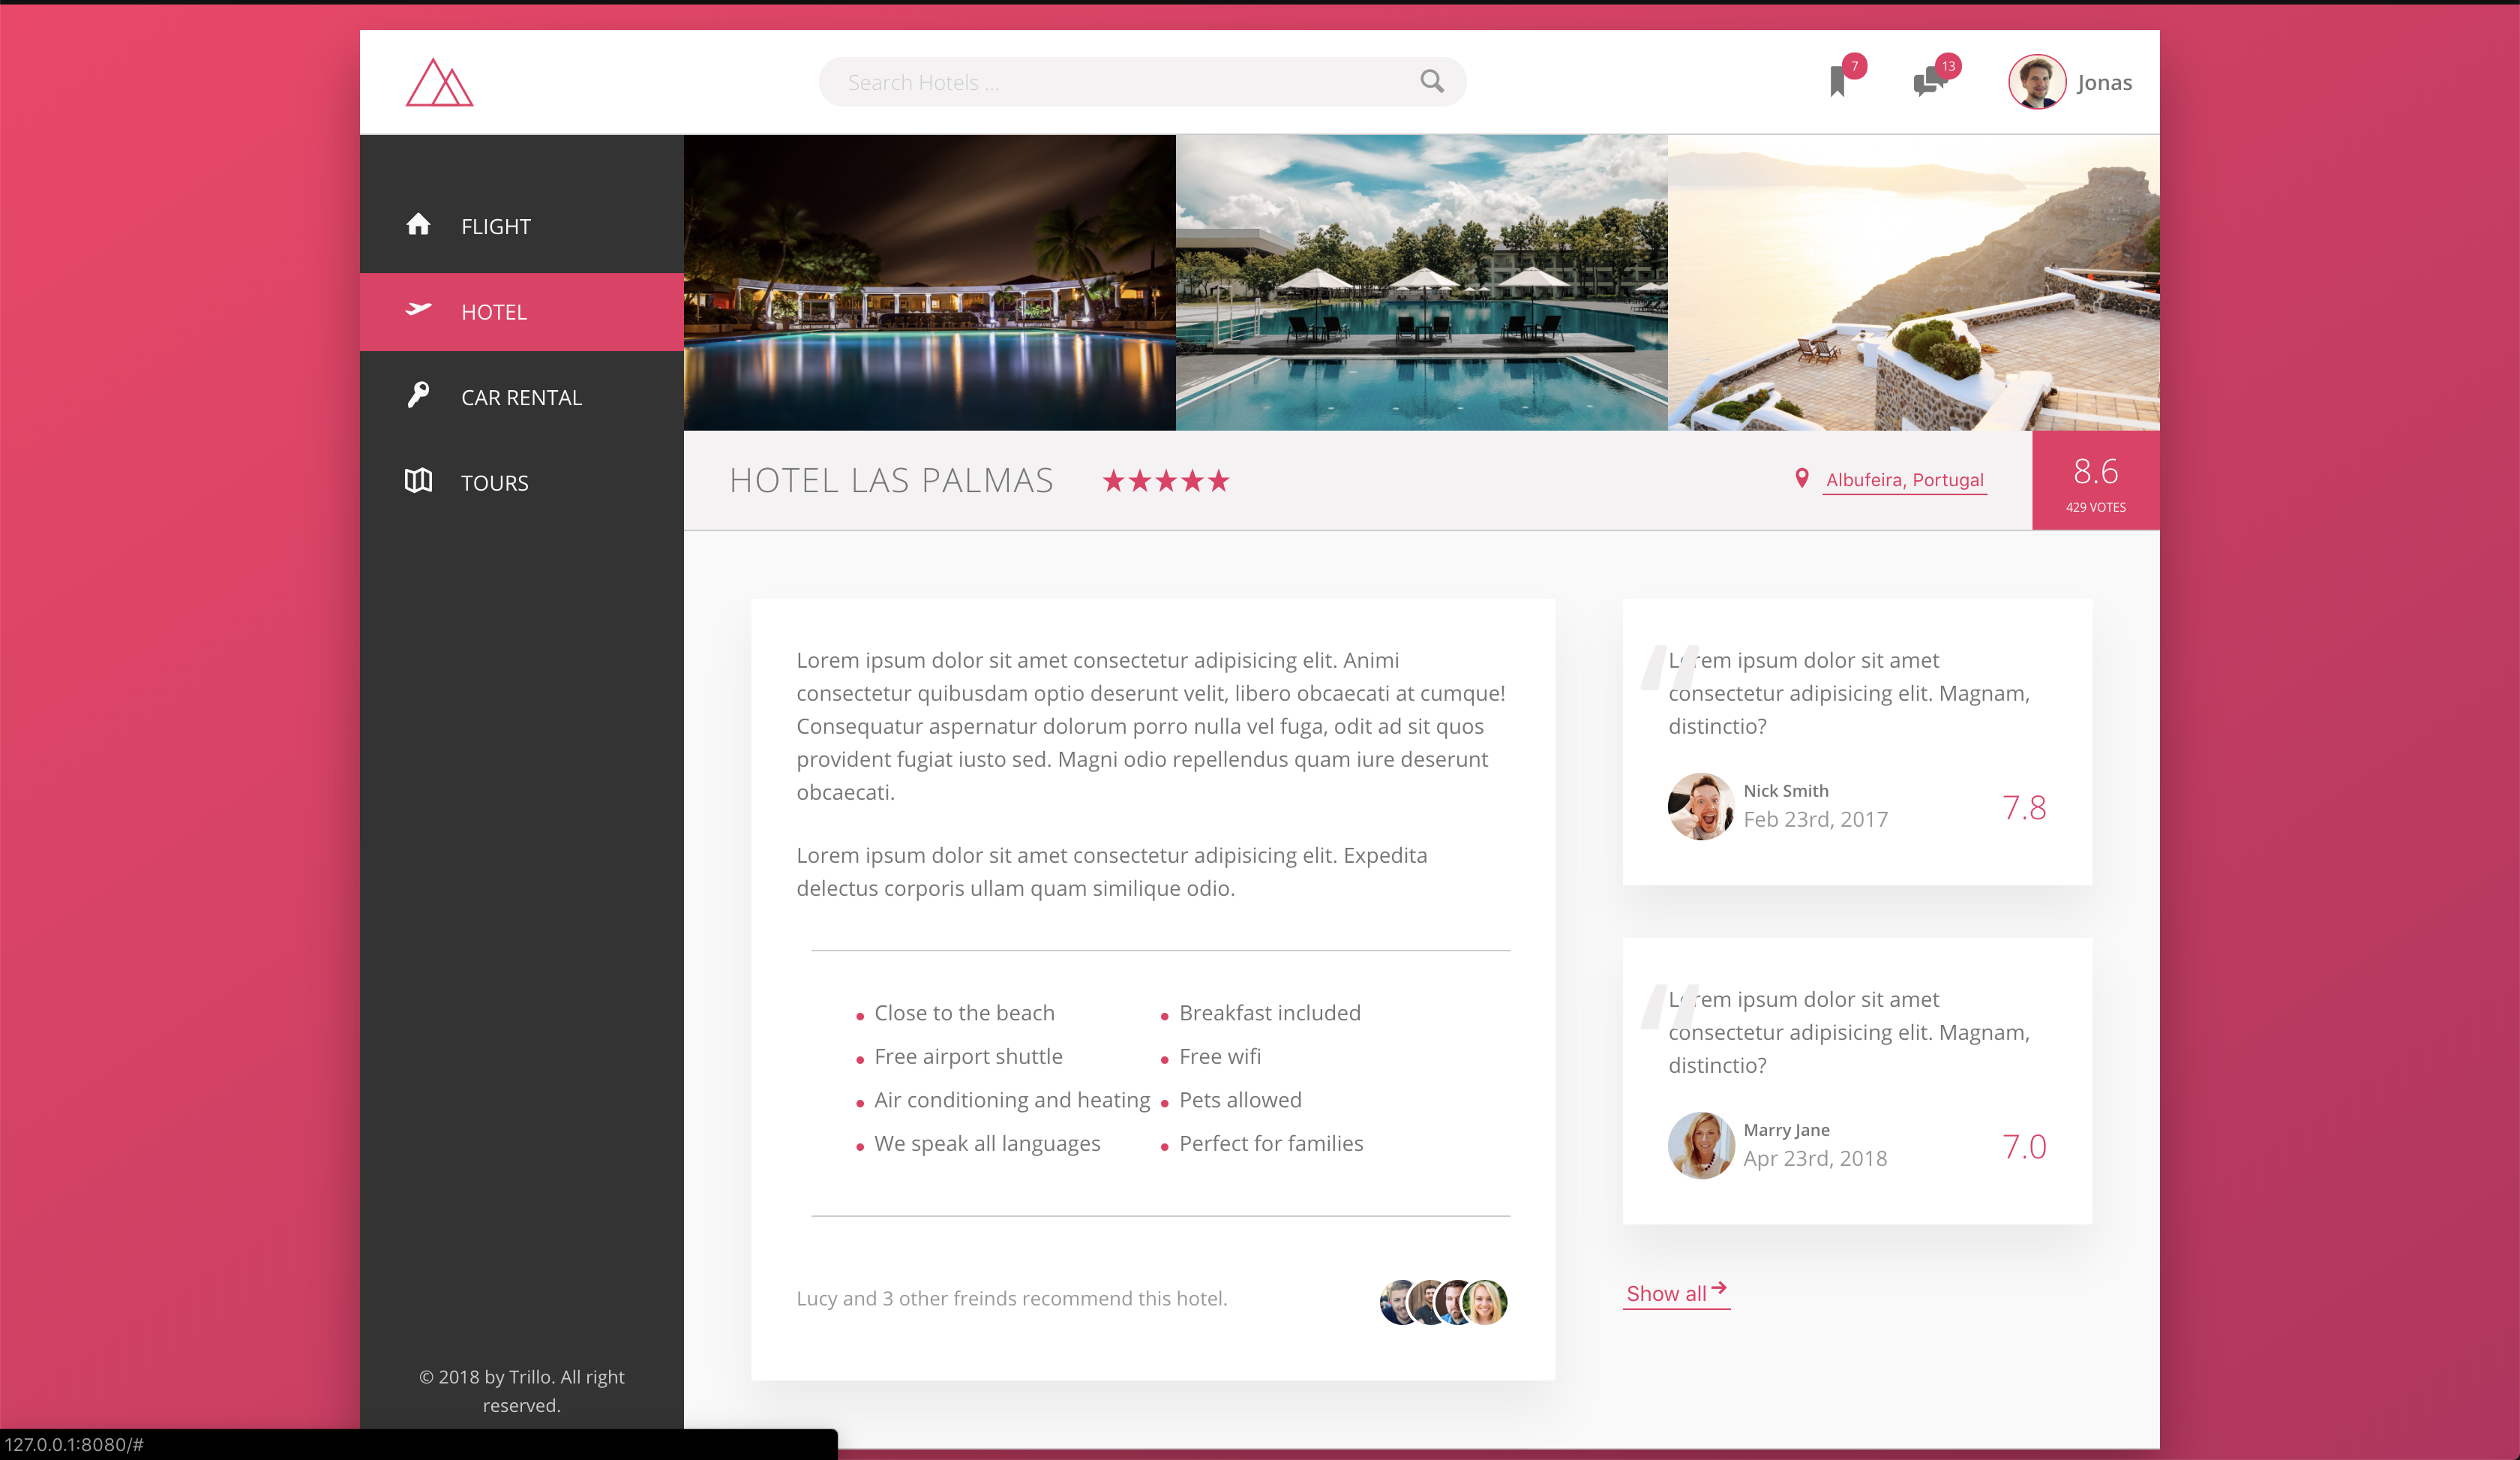 Search Hotels ...
7
13
Jonas
FLIGHT
HOTEL
CAR RENTAL
TOURS
HOTEL LAS PALMAS
Albufeira, Portugal
8.6
429 VOTES
Lorem ipsum dolor sit amet consectetur adipisicing elit. Animi
consectetur quibusdam optio deserunt velit, libero obcaecati at cumque!
Consequatur aspernatur dolorum porro nulla vel fuga, odit ad sit quos
provident fugiat iusto sed. Magni odio repellendus quam iure deserunt
obcaecati.
Lorem ipsum dolor sit amet consectetur adipisicing elit. Expedita
delectus corporis ullam quam similique odio.
Close to the beach
Breakfast included
Free airport shuttle
Free wifi
Air conditioning and heating
Pets allowed
We speak all languages
Perfect for families
Lucy and 3 other freinds recommend this hotel.
“
Lorem ipsum dolor sit amet
consectetur adipisicing elit. Magnam,
distinctio?
Nick Smith
Feb 23rd, 2017
7.8
“
Lorem ipsum dolor sit amet
consectetur adipisicing elit. Magnam,
distinctio?
Marry Jane
Apr 23rd, 2018
7.0
Show all
© 2018 by Trillo. All right
reserved.
127.0.0.1:8080/#